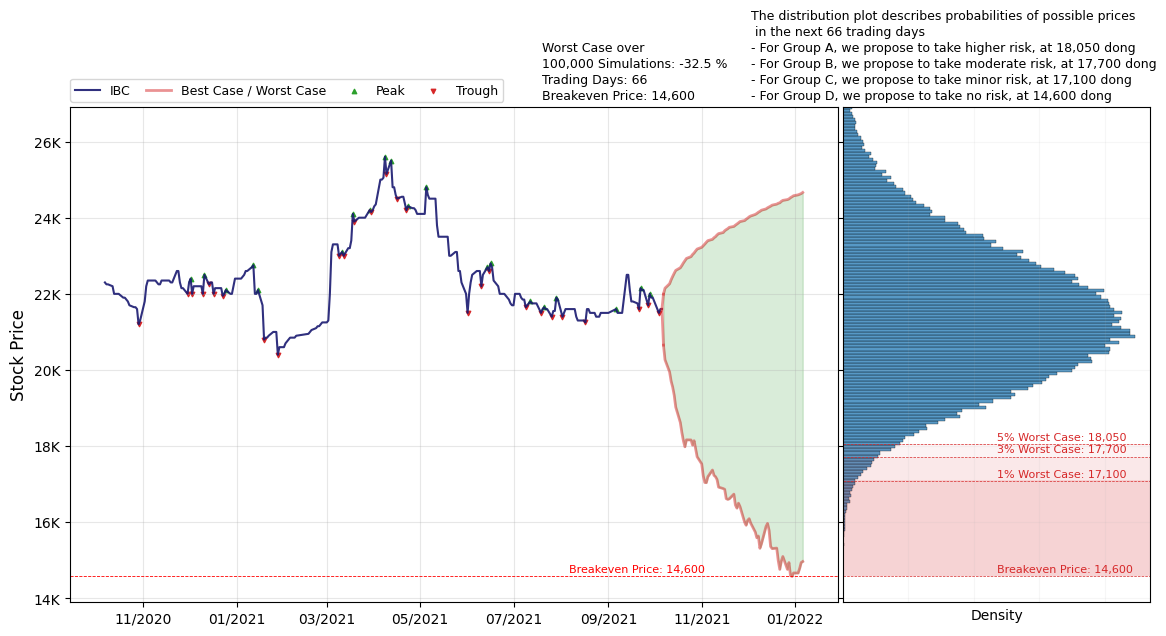 The distribution plot describes probabilities of possible prices
in the next 66 trading days
- For Group A, we propose to take higher risk, at 18,050 dong
- For Group B, we propose to take moderate risk, at 17,700 dong
- For Group C, we propose to take minor risk, at 17,100 dong
- For Group D, we propose to take no risk, at 14,600 dong
Worst Case over
100,000 Simulations: -32.5 %
Trading Days: 66
Breakeven Price: 14,600
IBC
Best Case / Worst Case
Peak
Trough
Stock Price
26K
24K
22K
20K
18K
16K
14K
Breakeven Price: 14,600
11/2020
01/2021
03/2021
05/2021
07/2021
09/2021
11/2021
01/2022
5% Worst Case: 18,050
3% Worst Case: 17,700
1% Worst Case: 17,100
Breakeven Price: 14,600
Density